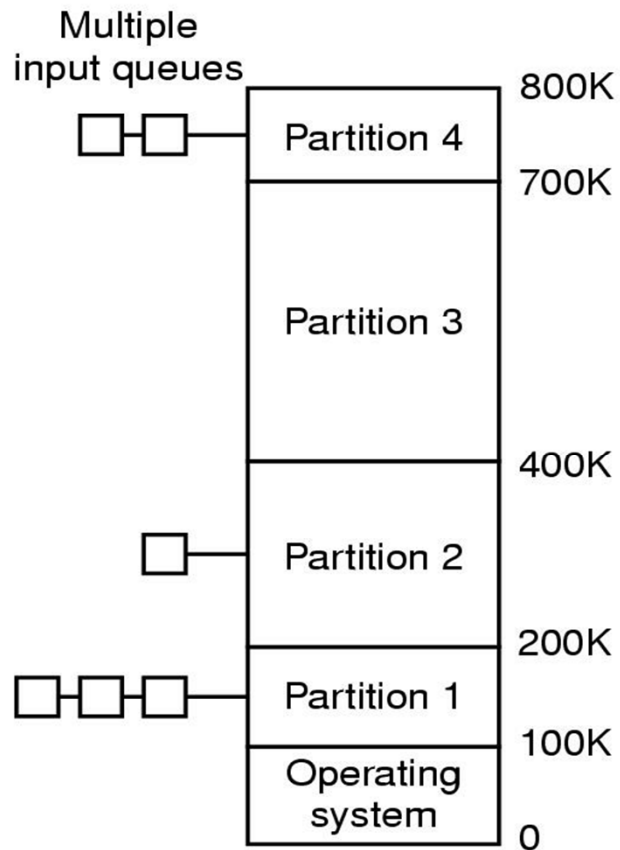 Multiple
input queues
800K
Partition 4
700K
Partition 3
400K
Partition 2
200K
Partition 1
100K
Operating
system
0